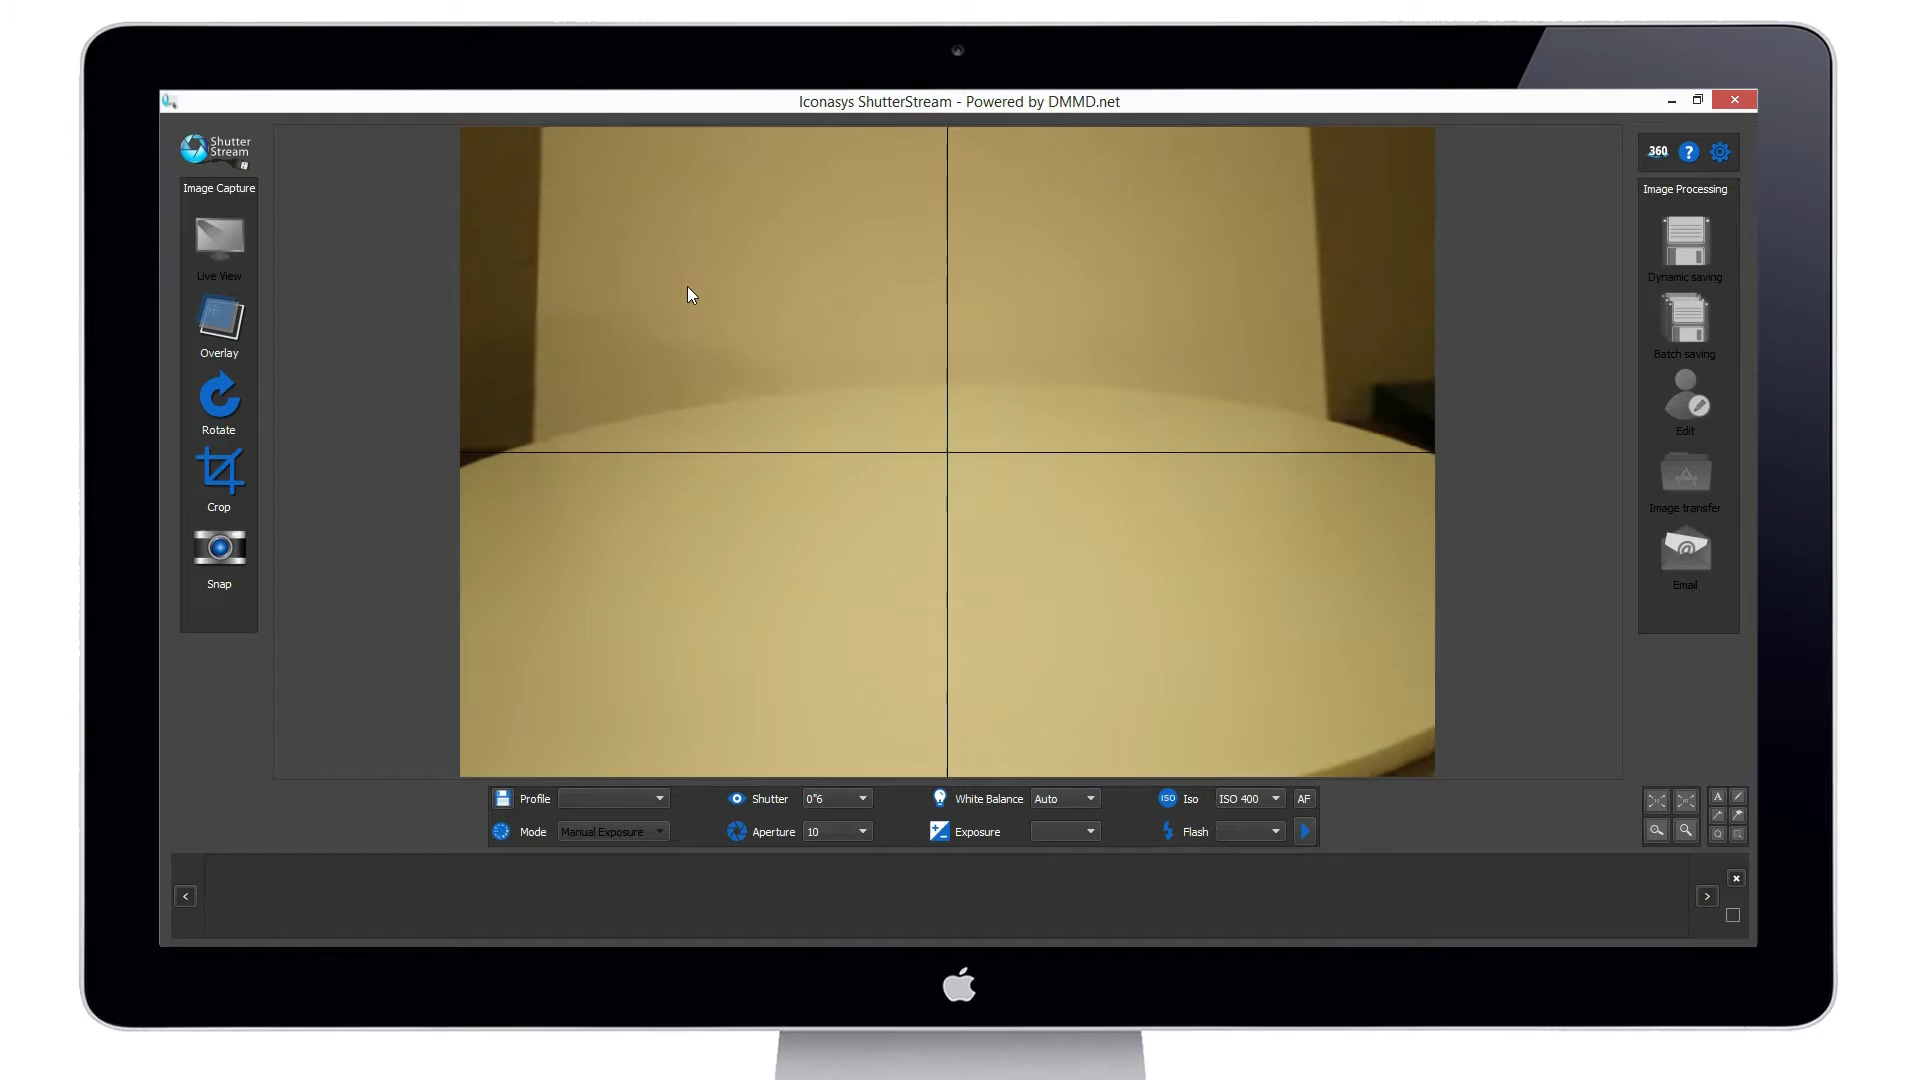 Iconasys ShutterStream - Powered by DMMD.net
Shutter
Stream
Image Capture
Live View
Overlay
Rotate
Crop
Snap
360
?
Image Processing
Dynamic saving
Batch saving
Edit
Image transfer
@
Email
Profile
Shutter 0"6
White Balance Auto
ISO Iso ISO 400 AF
Mode Manual Exposure
Aperture 10
Exposure
Flash
A
< >